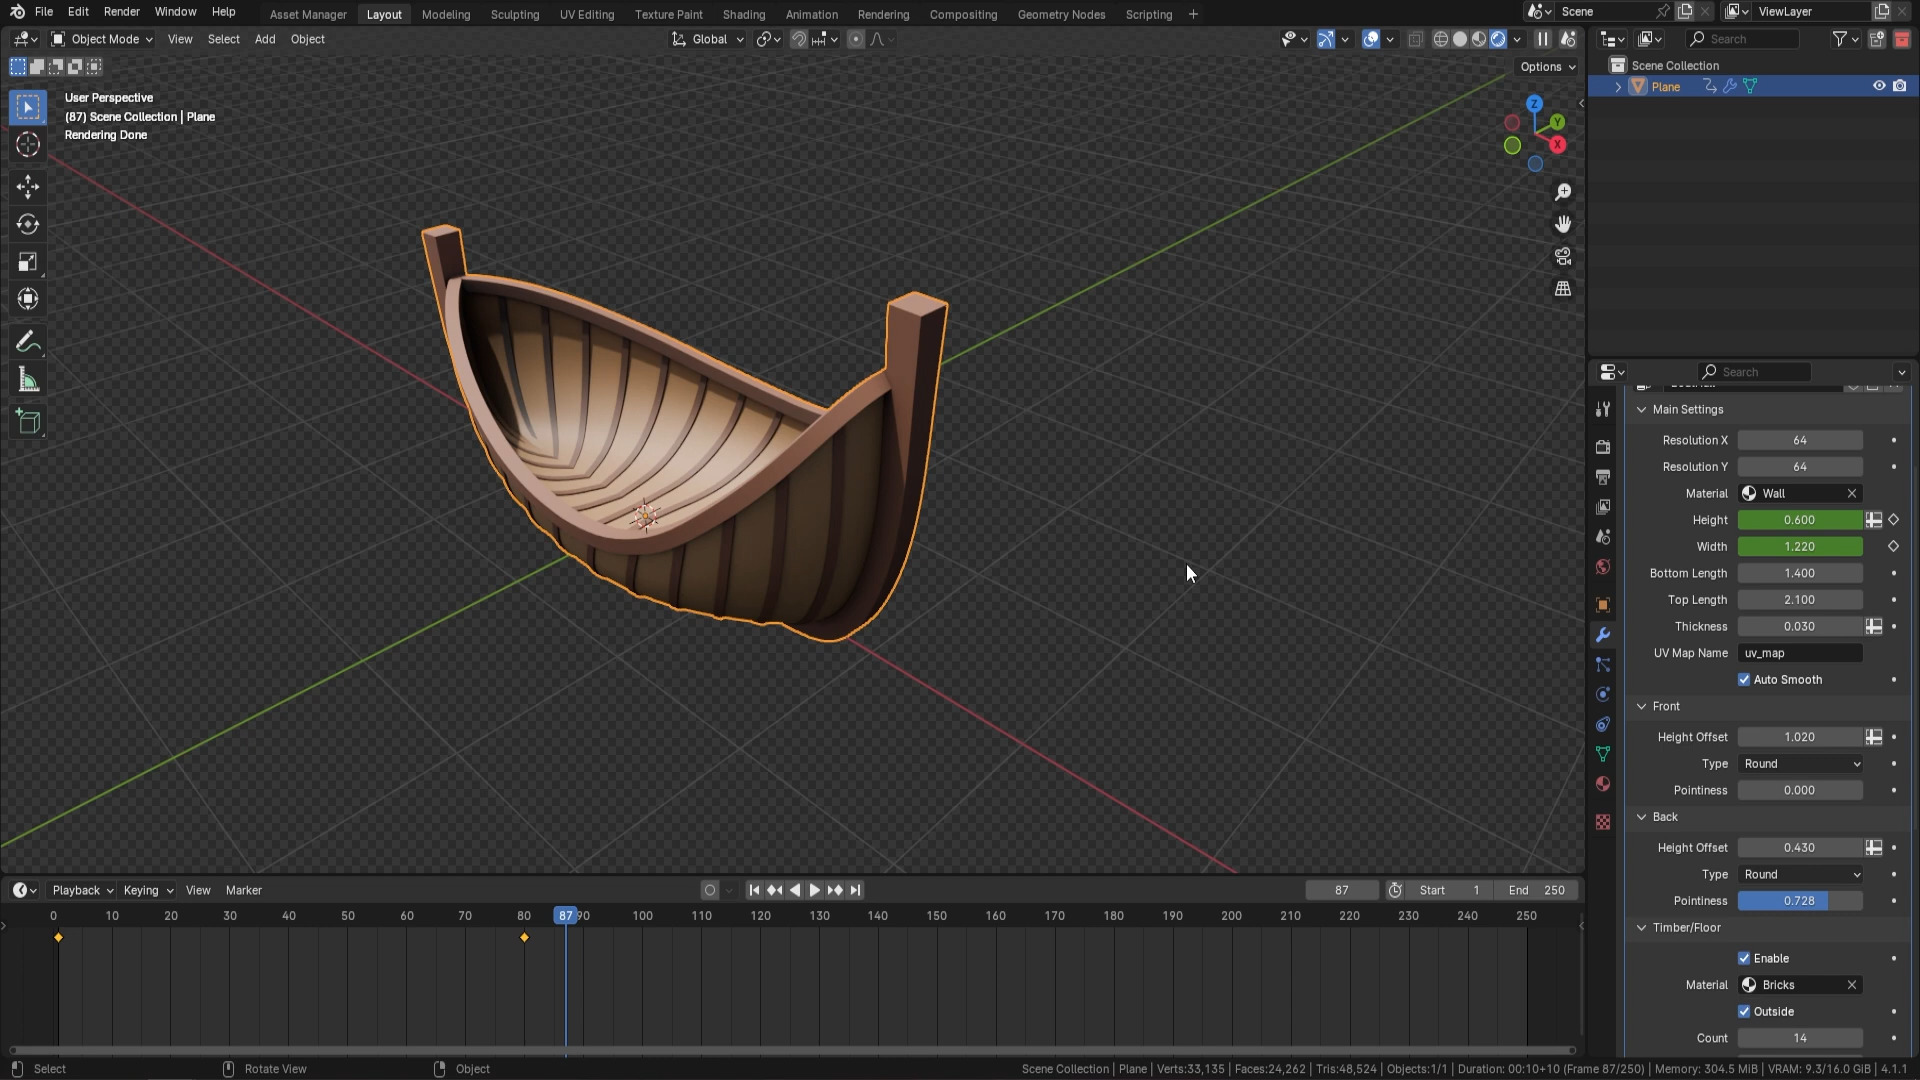 File Edit Render Window Help Asset Manager Layout Modeling Sculpting UV Editing Texture Paint Shading Animation Rendering Compositing Geometry Nodes Scripting + Scene ViewLayer
Object Mode View Select Add Object Global Search
Options
User Perspective
(87) Scene Collection | Plane
Rendering Done
Z
Y
X
Scene Collection
Plane
Search
Main Settings
Resolution X 64
Resolution Y 64
Material Wall
Height 0.600
Width 1.220
Bottom Length 1.400
Top Length 2.100
Thickness 0.030
UV Map Name uv_map
Auto Smooth
Front
Height Offset 1.020
Type Round
Pointiness 0.000
Back
Height Offset 0.430
Type Round
Pointiness 0.728
Timber/Floor
Enable
Material Bricks
Outside
Count 14
Playback Keying View Marker 87 Start 1 End 250
0 10 20 30 40 50 60 70 80 87 90 100 110 120 130 140 150 160 170 180 190 200 210 220 230 240 250
Select Rotate View Object Scene Collection | Plane | Verts:33,135 | Faces:24,262 | Tris:48,524 | Objects:1/1 | Duration: 00:10+10 (Frame 87/250) | Memory: 304.5 MiB | VRAM: 9.3/16.0 GiB | 4.1.1